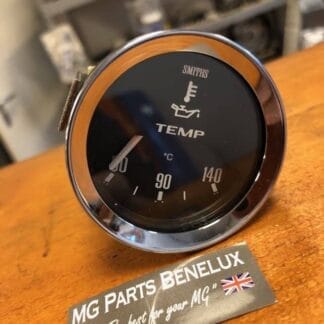 SMITHS
TEMP
°C
90
140
MG PARTS BENELUX
best for your MG"